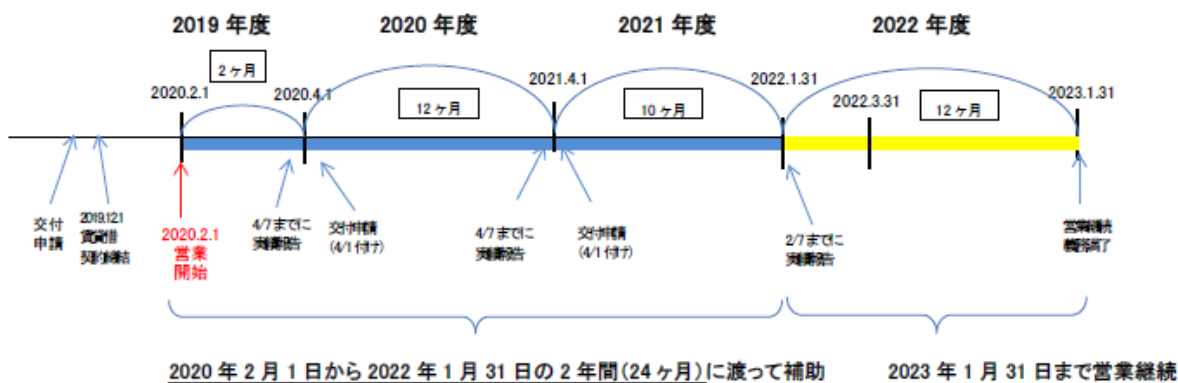 2019 年度
2020 年度
2021 年度
2022 年度
2ヶ月
12ヶ月
10ヶ月
12ヶ月
2020.2.1
2020.4.1
2021.4.1
2022.1.31
2022.3.31
2023.1.31
交付
申請
2019.12.1
賃貸借
契約締結
2020.2.1
営業
開始
4/7までに
実績報告
交付申請
(4/1付け)
4/7までに
実績報告
交付申請
(4/1付け)
2/7までに
実績報告
営業継続
義務完了
2020 年 2 月 1 日から 2022 年 1 月 31 日の 2 年間(24 ヶ月)に渡って補助
2023 年 1 月 31 日まで営業継続